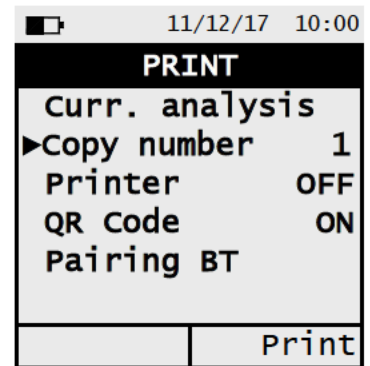 11/12/17 10:00
PRINT
Curr. analysis
►Copy number 1
Printer OFF
QR Code ON
Pairing BT
Print